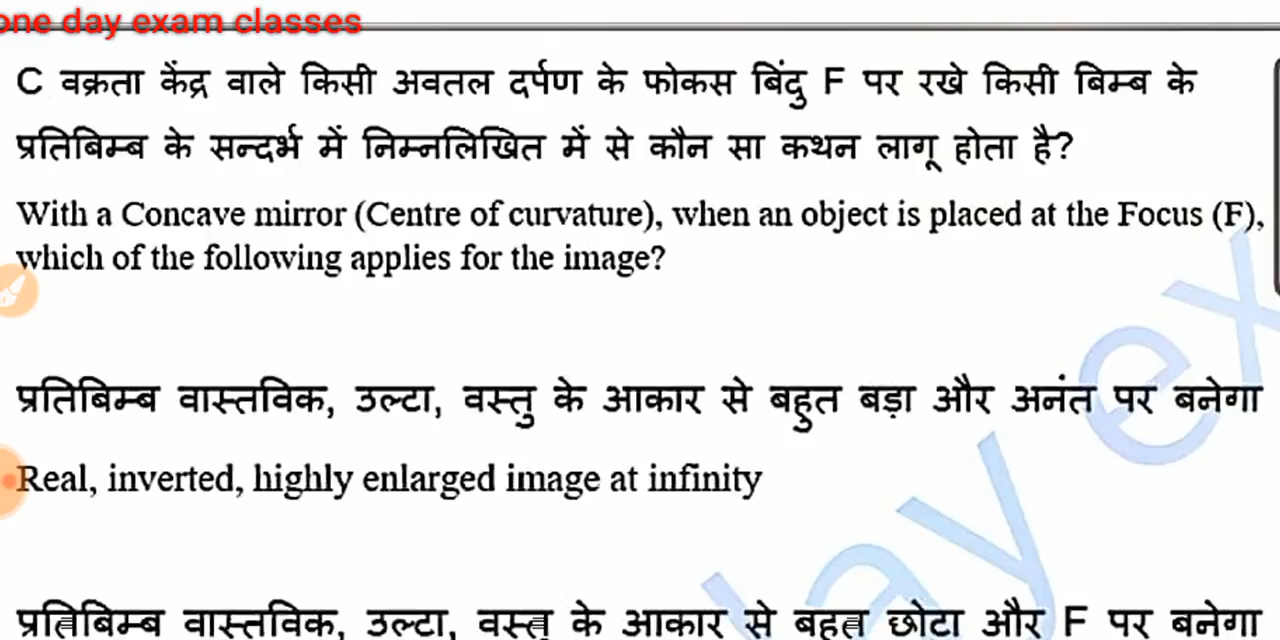 one day exam classes
C वक्रता केंद्र वाले किसी अवतल दर्पण के फोकस बिंदु F पर रखे किसी बिम्ब के
प्रतिबिम्ब के सन्दर्भ में निम्नलिखित में से कौन सा कथन लागू होता है?
With a Concave mirror (Centre of curvature), when an object is placed at the Focus (F),
which of the following applies for the image?
प्रतिबिम्ब वास्तविक, उल्टा, वस्तु के आकार से बहुत बड़ा और अनंत पर बनेगा
Real, inverted, highly enlarged image at infinity
प्रतिबिम्ब वास्तविक, उल्टा, वस्तु के आकार से बहुत छोटा और F पर बनेगा